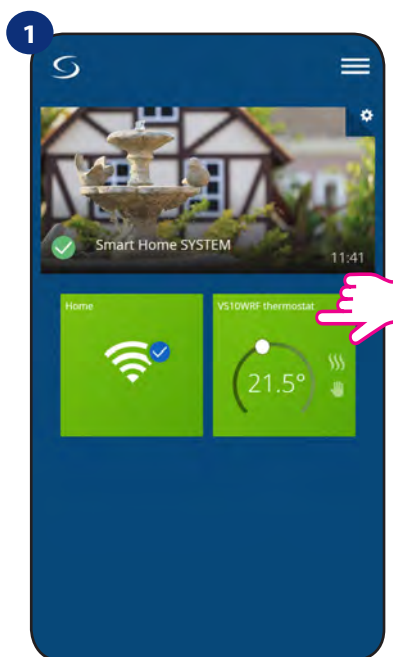 1
Smart Home SYSTEM
11:41
Home
VS10WRF thermostat
21.5°